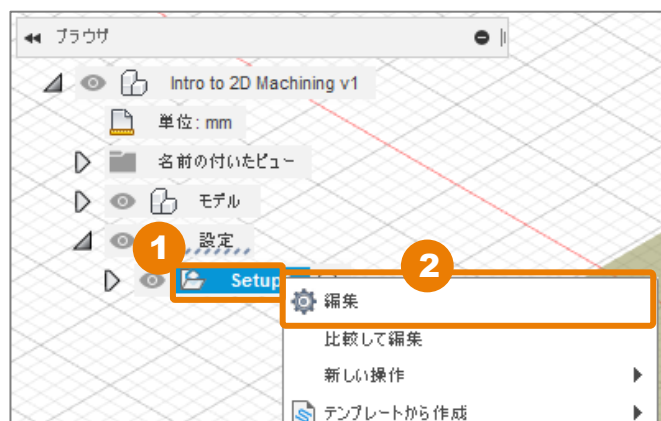 ブラウザ
Intro to 2D Machining v1
単位: mm
名前の付いたビュー
モデル
1
設定
2
Setup
編集
比較して編集
新しい操作
テンプレートから作成